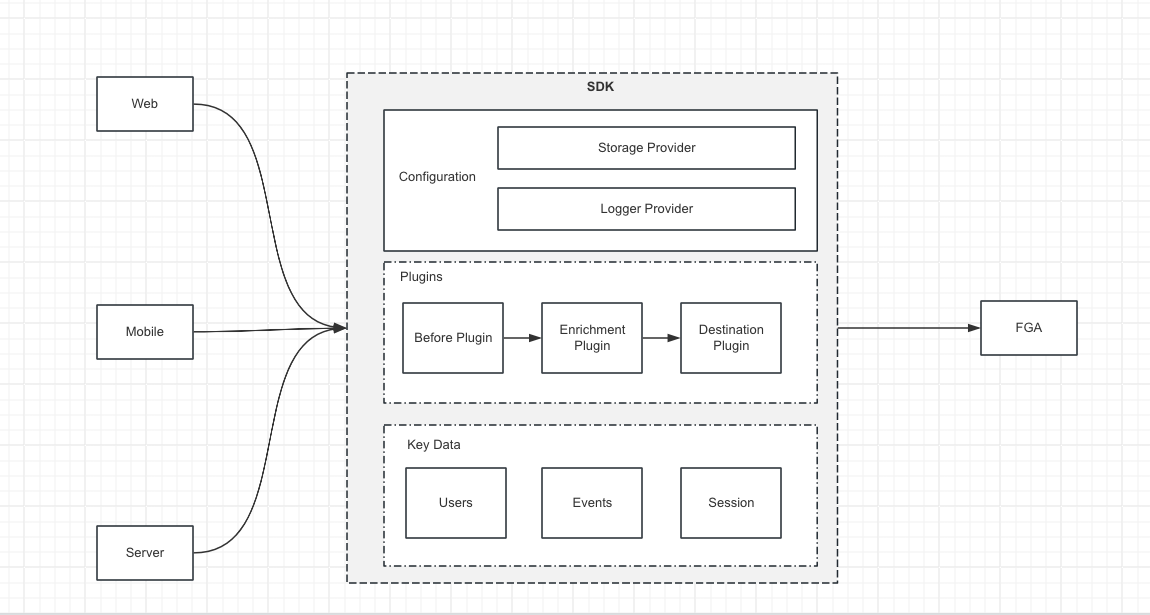 Web
Mobile
Server
SDK
Configuration
Storage Provider
Logger Provider
Plugins
Before Plugin
Enrichment
Plugin
Destination
Plugin
Key Data
Users
Events
Session
FGA